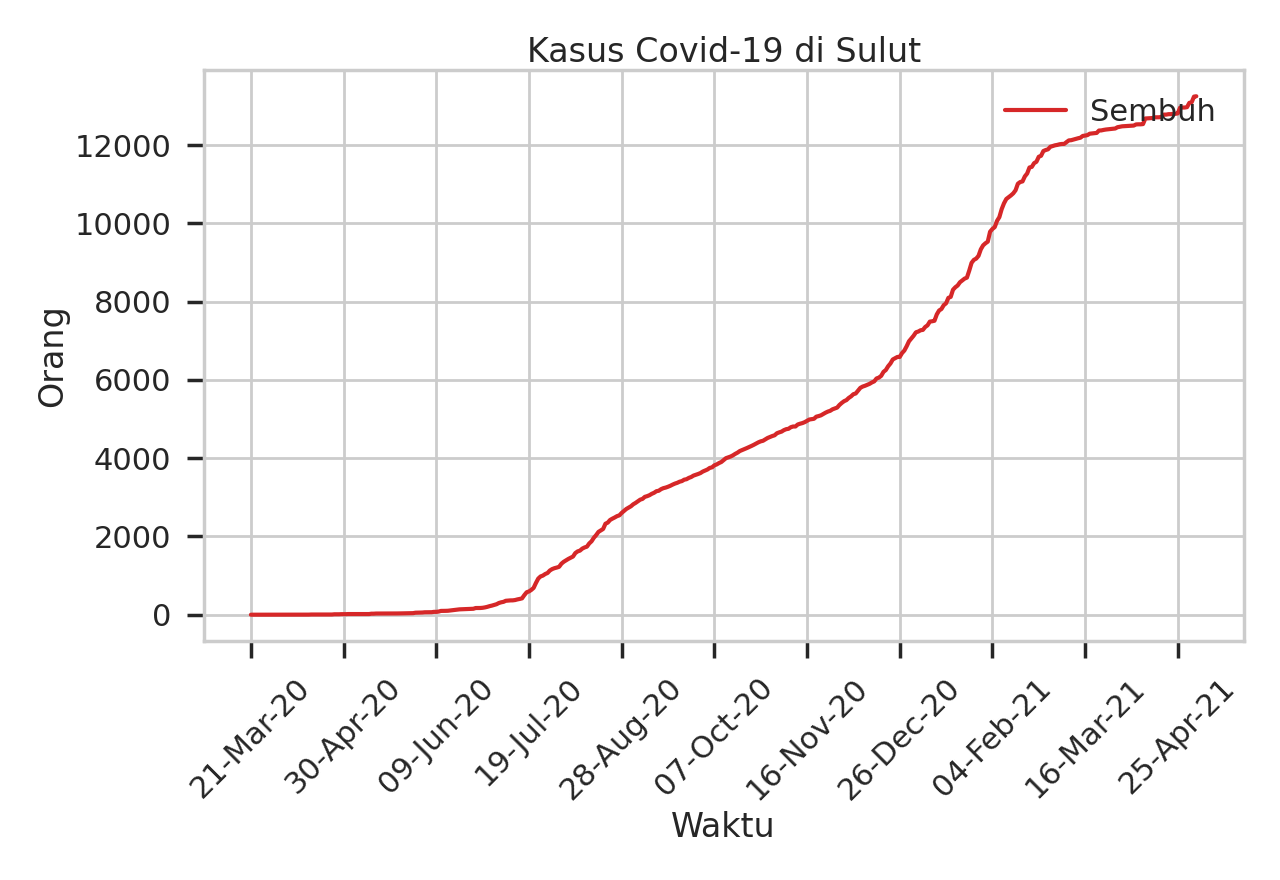 Kasus Covid-19 di Sulut
Sembuh
12000
10000
8000
6000
4000
2000
0
Orang
21-Mar-20
30-Apr-20
09-Jun-20
19-Jul-20
28-Aug-20
07-Oct-20
16-Nov-20
26-Dec-20
04-Feb-21
16-Mar-21
25-Apr-21
Waktu